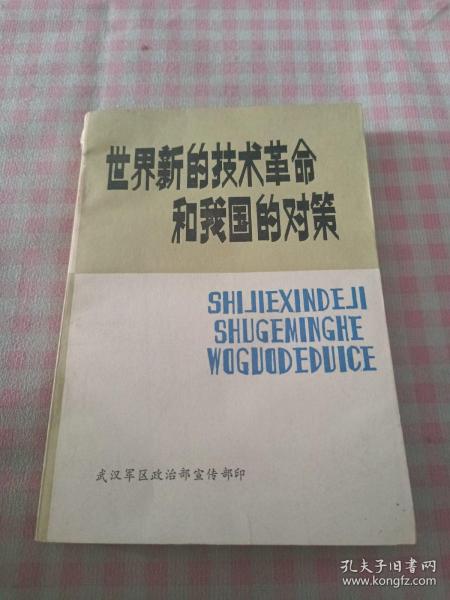 世界新的技术革命
和我国的对策
SHIJIEXINDEJI
SHUGEMINGHE
WOGUODEDUICE
武汉军区政治部宣传部印
孔夫子旧书网
www.kongfz.com